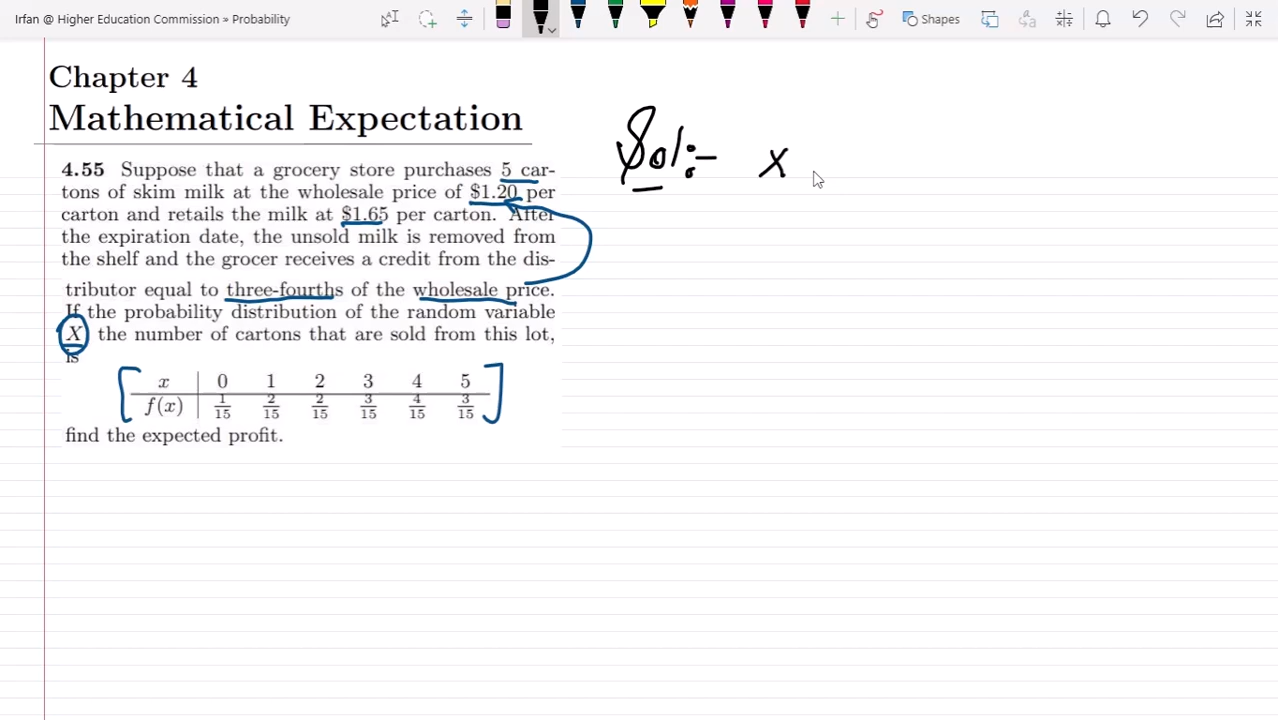 Irfan @ Higher Education Commission » Probability
Shapes
Chapter 4
Mathematical Expectation
4.55 Suppose that a grocery store purchases 5 car-
tons of skim milk at the wholesale price of $1.20 per
carton and retails the milk at $1.65 per carton. After
the expiration date, the unsold milk is removed from
the shelf and the grocer receives a credit from the dis-
tributor equal to three-fourths of the wholesale price.
If the probability distribution of the random variable
X the number of cartons that are sold from this lot,
is
x 0 1 2 3 4 5
f(x) 1/15 2/15 2/15 3/15 4/15 3/15
find the expected profit.
Sol:- X